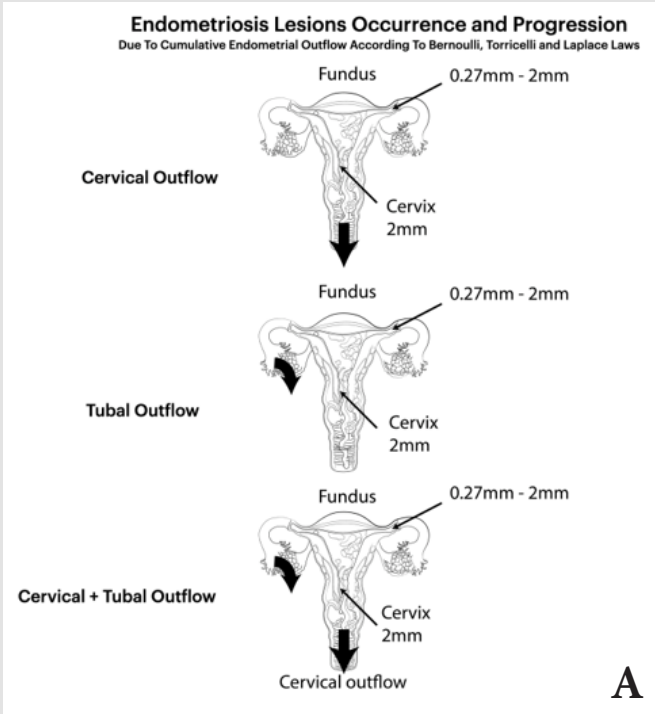 Endometriosis Lesions Occurrence and Progression
Due To Cumulative Endometrial Outflow According To Bernoulli, Torricelli and Laplace Laws
Fundus
0.27mm - 2mm
Cervical Outflow
Cervix
2mm
Fundus
0.27mm - 2mm
Tubal Outflow
Cervix
2mm
Fundus
0.27mm - 2mm
Cervical + Tubal Outflow
Cervix
2mm
Cervical outflow
A